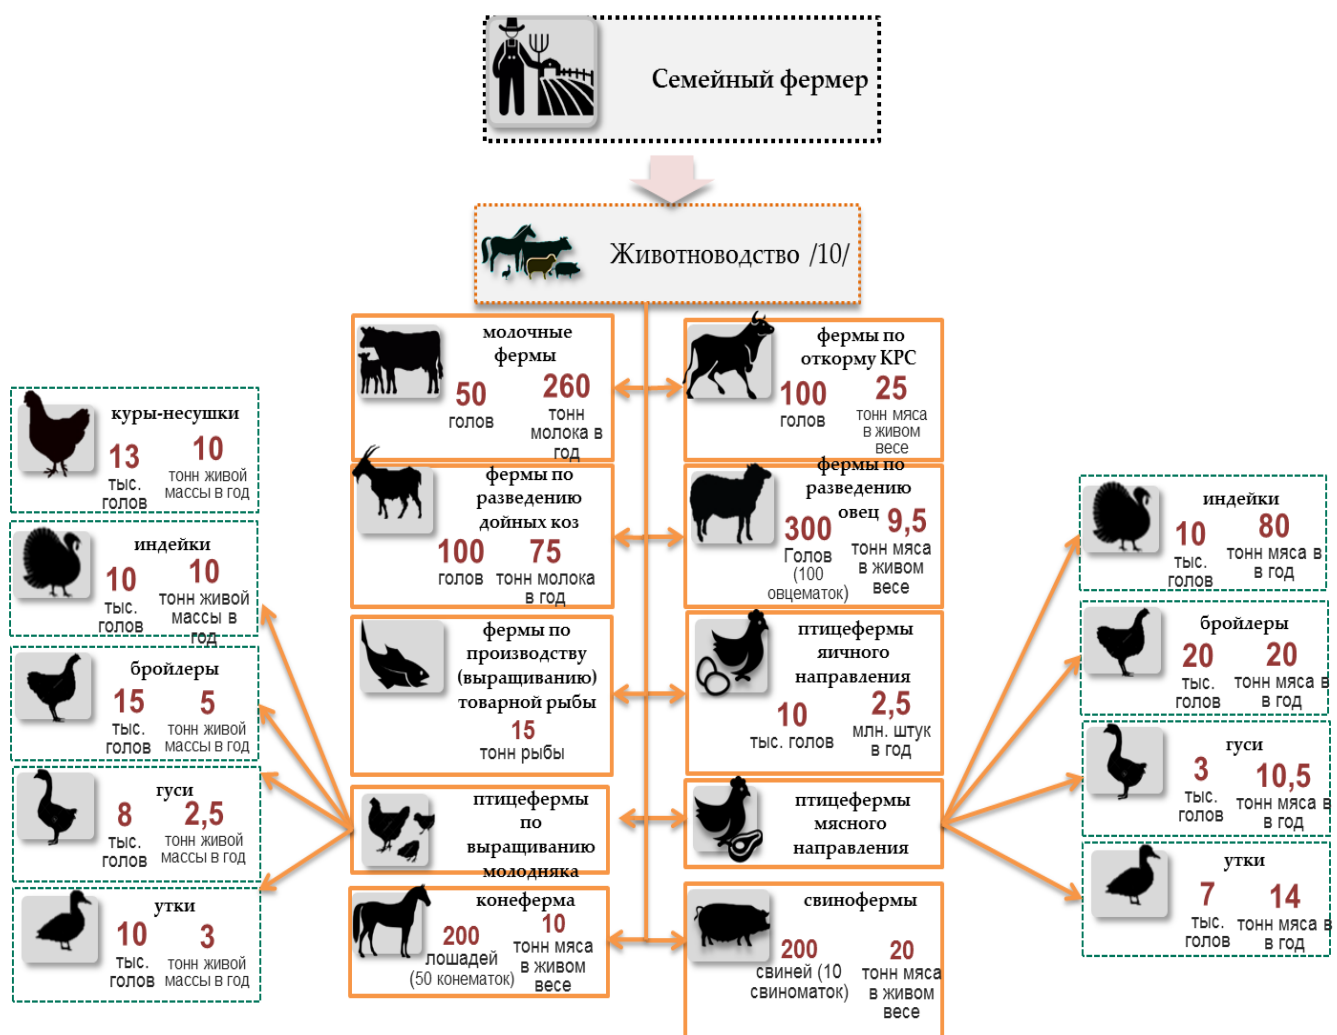 Семейный фермер
Животноводство /10/
молочные
фермы
50
голов
260
тонн
молока в
год
фермы по
откорму КРС
100
голов
25
тонн мяса
в живом
весе
фермы по
разведению
дойных коз
100
голов
75
тонн молока
в год
фермы по
разведению
овец
300
Голов
(100
овцематок)
9,5
тонн мяса
в живом
весе
фермы по
производству
(выращиванию)
товарной рыбы
15
тонн рыбы
птицефермы
яичного
направления
10
тыс. голов
2,5
млн. штук
в год
птицефермы
по
выращиванию
молодняка
птицефермы
мясного
направления
конеферма
200
лошадей
(50 конематок)
10
тонн мяса
в живом
весе
свинофермы
200
свиней (10
свиноматок)
20
тонн мяса
в живом
весе
куры-несушки
13
тыс.
голов
10
тонн живой
массы в год
индейки
10
тыс.
голов
10
тонн живой
массы в
год
бройлеры
15
тыс.
голов
5
тонн живой
массы в год
гуси
8
тыс.
голов
2,5
тонн живой
массы в год
утки
10
тыс.
голов
3
тонн живой
массы в год
индейки
10
тыс.
голов
80
тонн мяса в
в год
бройлеры
20
тыс.
голов
20
тонн мяса в
год
гуси
3
тыс.
голов
10,5
тонн мяса в
год
утки
7
тыс.
голов
14
тонн мяса в
в год